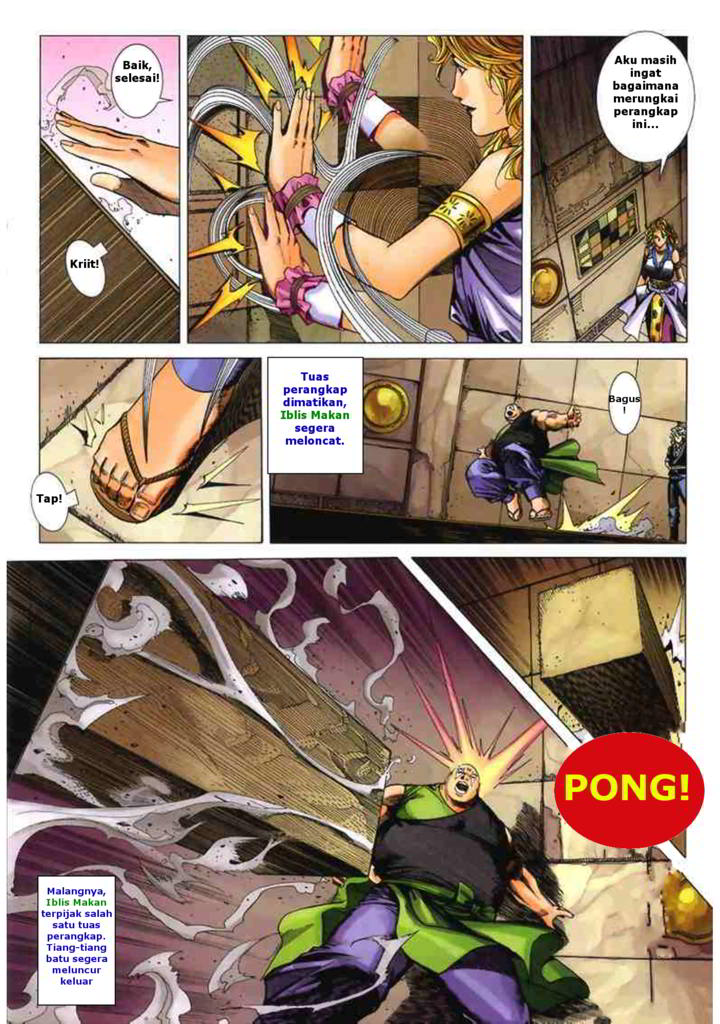 Baik,
selesai!
Kriit!
Aku masih
ingat
bagaimana
merungkai
perangkap
ini...
Tap!
Tuas
perangkap
dimatikan,
Iblis Makan
segera
meloncat.
Bagus
!
PONG!
Malangnya,
Iblis Makan
terpijak salah
satu tuas
perangkap.
Tiang-tiang
batu segera
meluncur
keluar